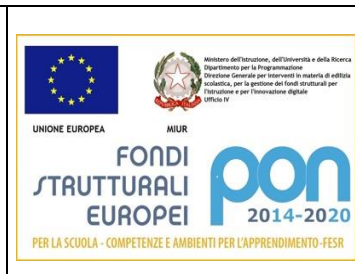 Ministero dell'Istruzione, dell'Università e della Ricerca
Dipartimento per la Programmazione
Direzione Generale per interventi in materia di edilizia
scolastica, per la gestione dei fondi strutturali per
l'istruzione e per l'innovazione digitale
Ufficio IV
UNIONE EUROPEA
MIUR
FONDI
STRUTTURALI
EUROPEI
pon
2014-2020
PER LA SCUOLA - COMPETENZE E AMBIENTI PER L'APPRENDIMENTO-FESR